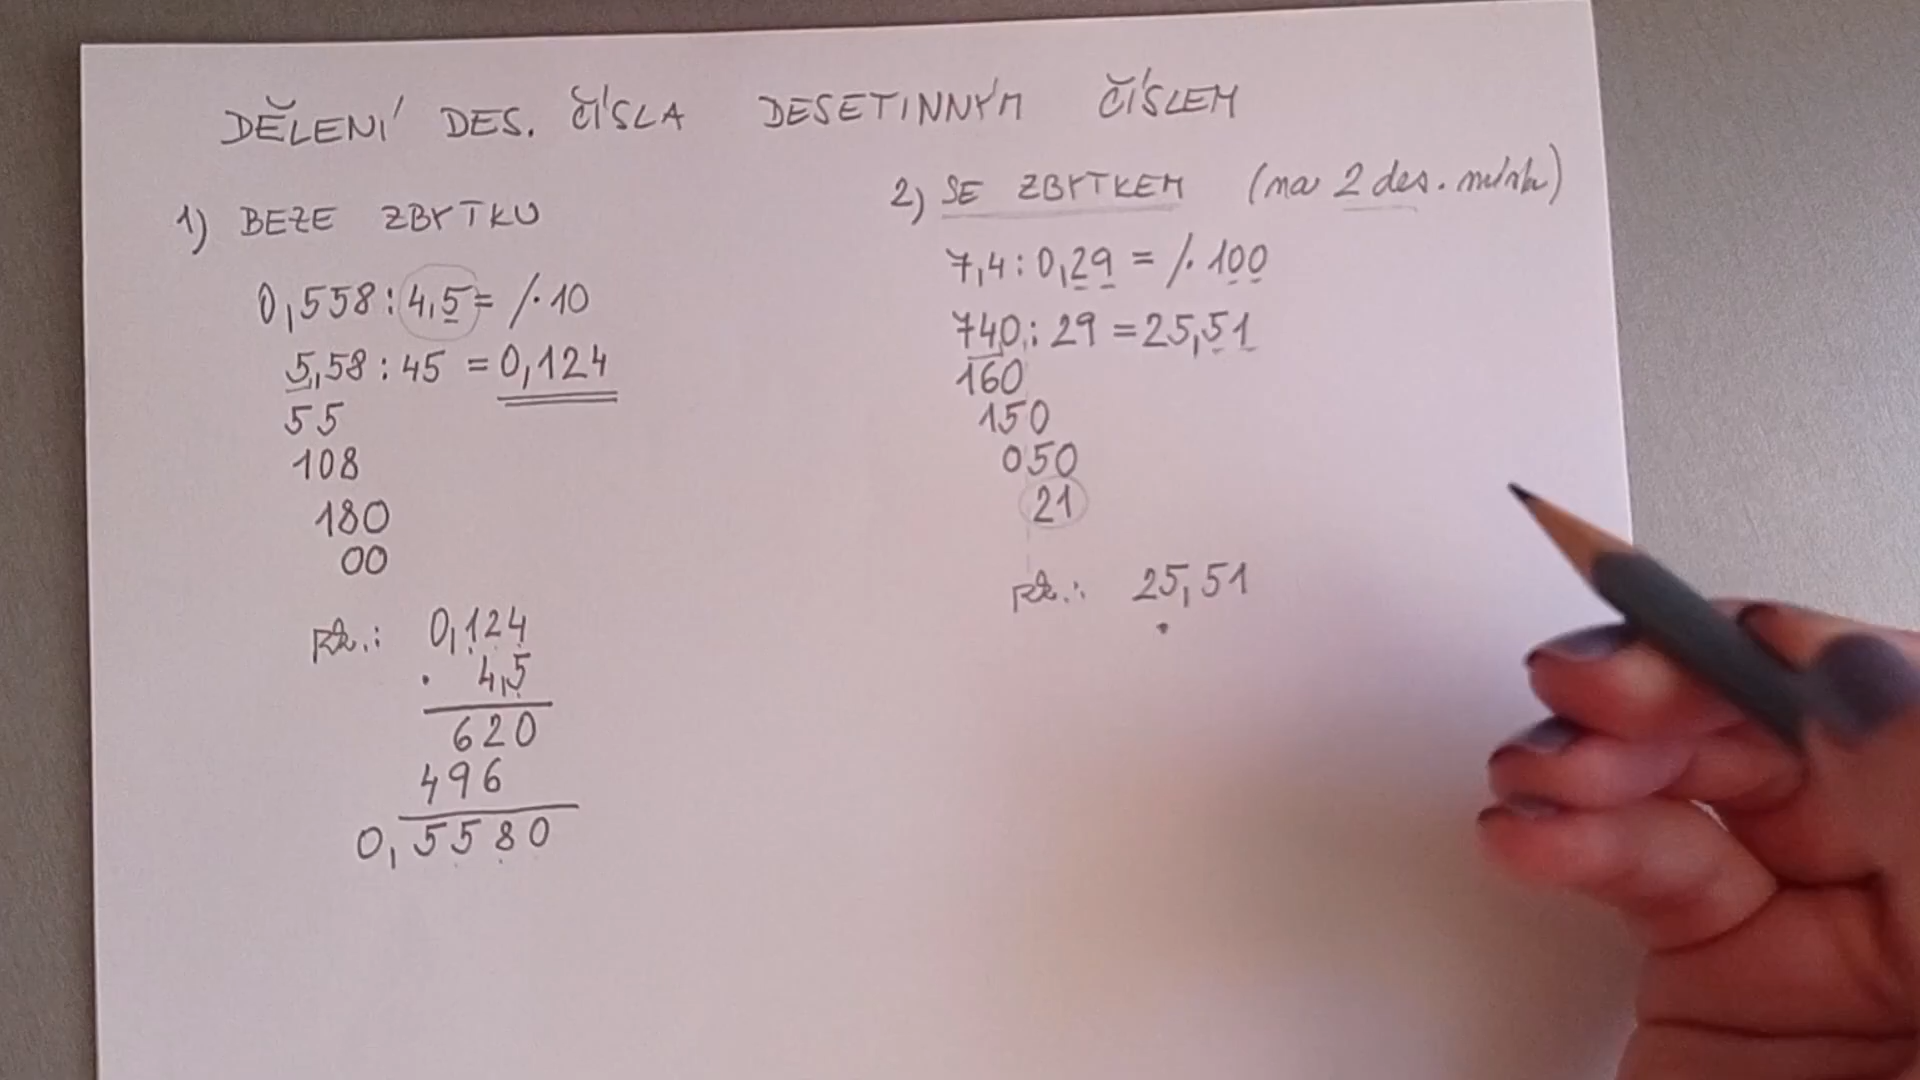 DĚLENÍ DES. ČÍSLA DESETINNÝM ČÍSLEM
1) BEZE ZBYTKU
0,558 : 4,5 = /· 10
5,58 : 45 = 0,124
55
108
180
00
zk.: 0,124
· 4,5
620
496
0,5580
2) SE ZBYTKEM (na 2 des. místa)
7,4 : 0,29 = /· 100
740, : 29 = 25,51
160
150
050
21
zk.: 25,51
·